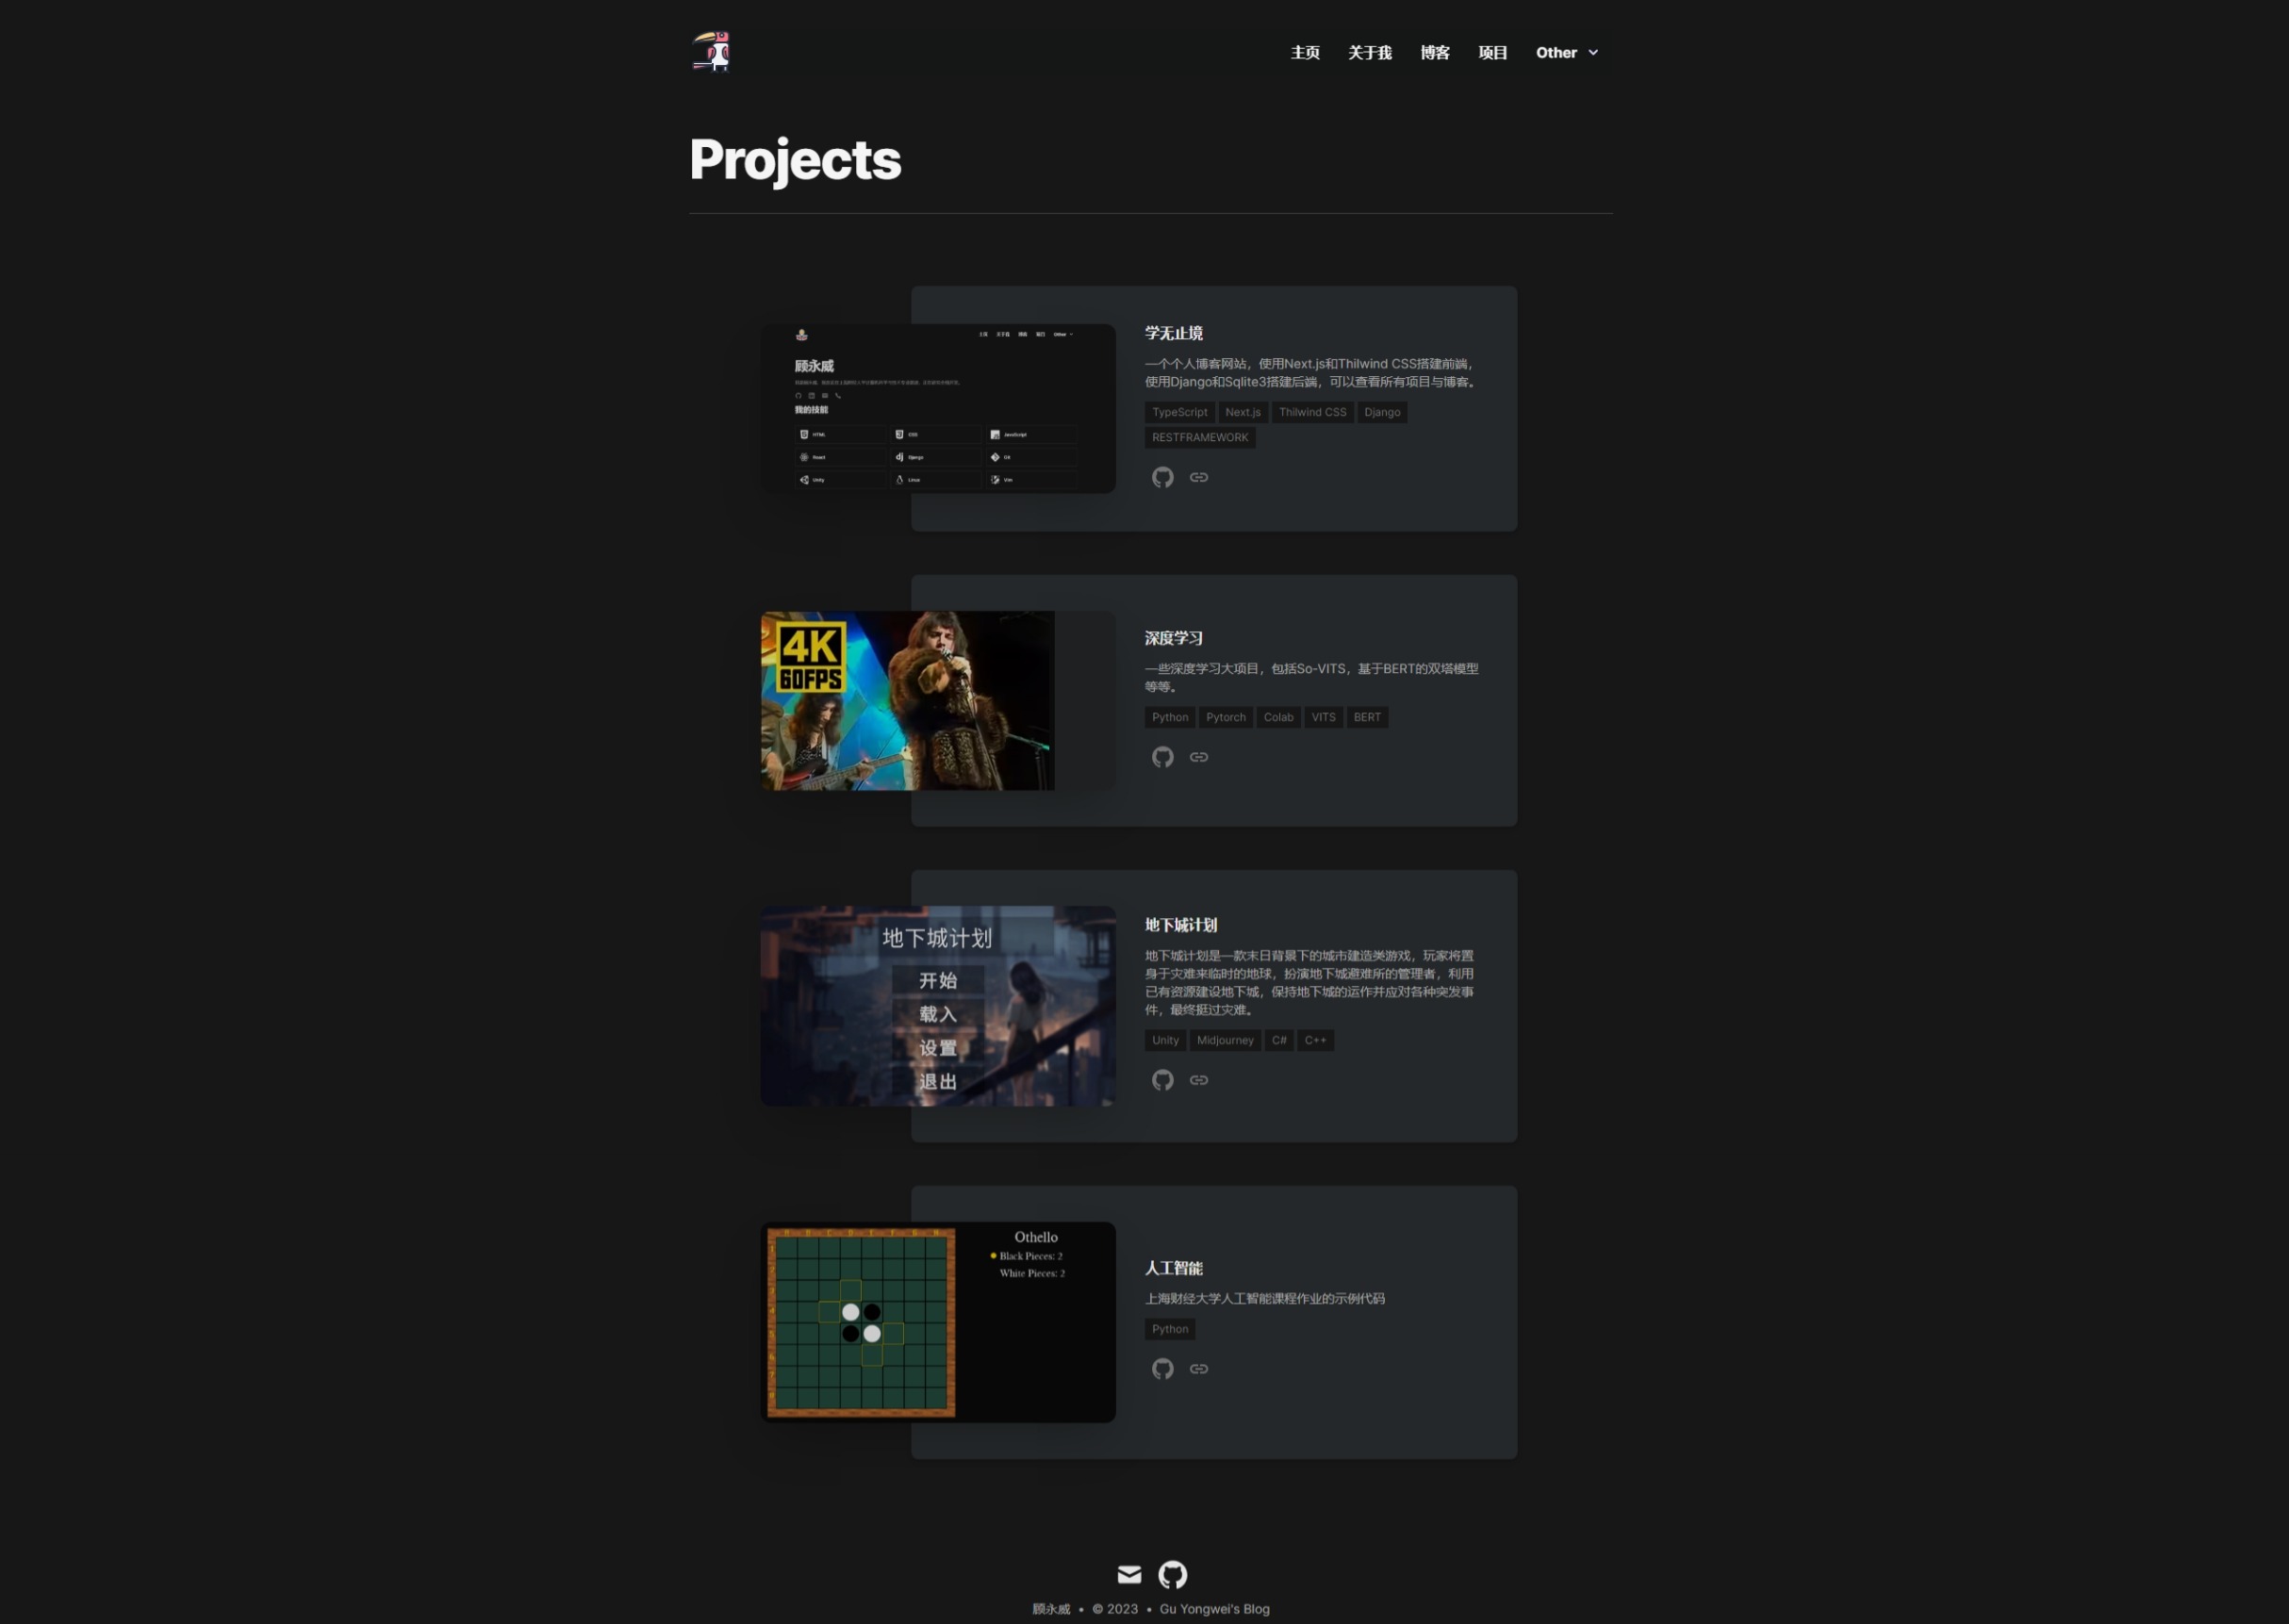 主页 关于我 博客 项目 Other
Projects
主页 关于我 博客 项目 Other
顾永威
我的技能
HTML CSS JavaScript
React Django Git
Unity Linux Vim
学无止境
一个个人博客网站，使用Next.js和Thilwind CSS搭建前端，
使用Django和Sqlite3搭建后端，可以查看所有项目与博客。
TypeScript Next.js Thilwind CSS Django
RESTFRAMEWORK
4K
60FPS
深度学习
一些深度学习大项目，包括So-VITS，基于BERT的双塔模型
等等。
Python Pytorch Colab VITS BERT
地下城计划
开始
载入
设置
退出
地下城计划
地下城计划是一款末日背景下的城市建造类游戏，玩家将置
身于灾难来临时的地球，扮演地下城避难所的管理者，利用
已有资源建设地下城，保持地下城的运作并应对各种突发事
件，最终挺过灾难。
Unity Midjourney C# C++
Othello
Black Pieces: 2
White Pieces: 2
人工智能
上海财经大学人工智能课程作业的示例代码
Python
顾永威 • © 2023 • Gu Yongwei's Blog